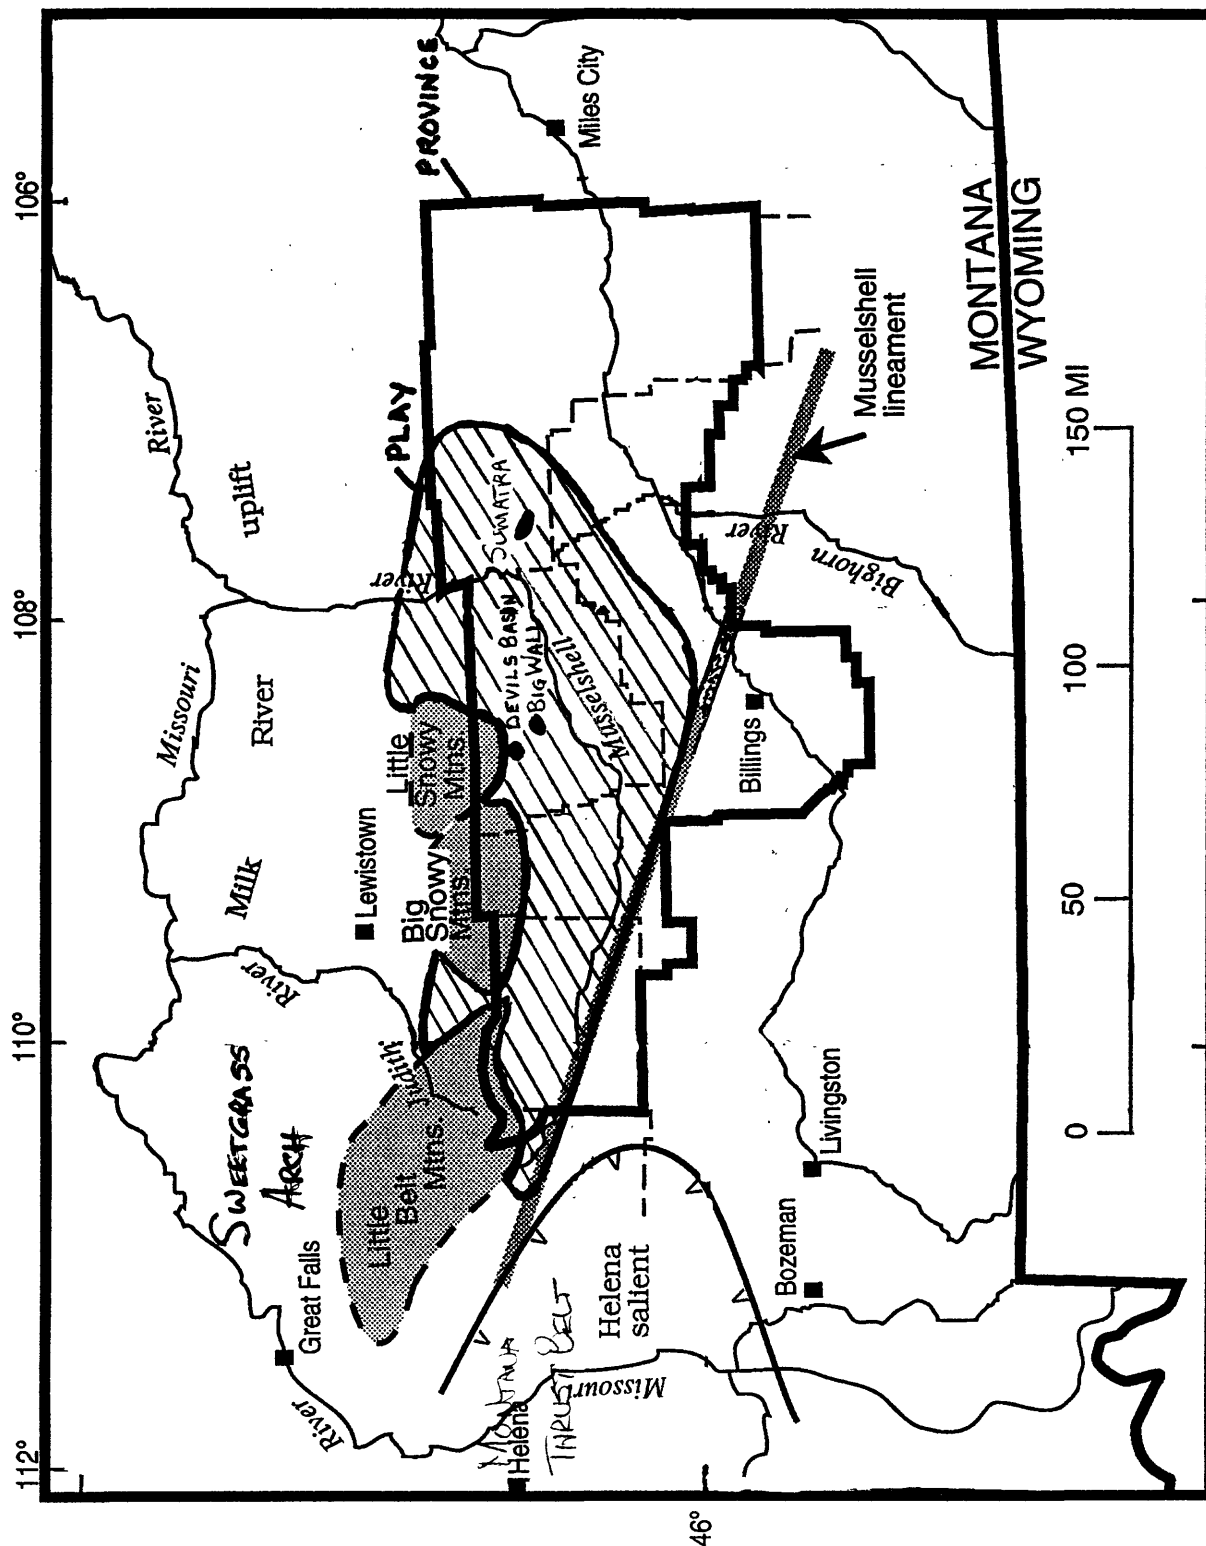 112°
110°
108°
106°
46°
Missouri
River
River
Milk
River
uplift
River
SWEETGRASS
ARCH
Great Falls
River
Judith
River
Lewistown
PLAY
PROVINCE
Little
Belt
Mtns.
Big
Snowy
Mtns.
Little
Snowy
Mtns.
DEVILS BASIN
BIG WALL
SUMATRA
Musselshell
River
Miles City
MONTANA
THRUST BELT
Helena
Helena
salient
Missouri
Bozeman
Livingston
Billings
Bighorn
River
Musselshell
lineament
MONTANA
WYOMING
0
50
100
150 MI